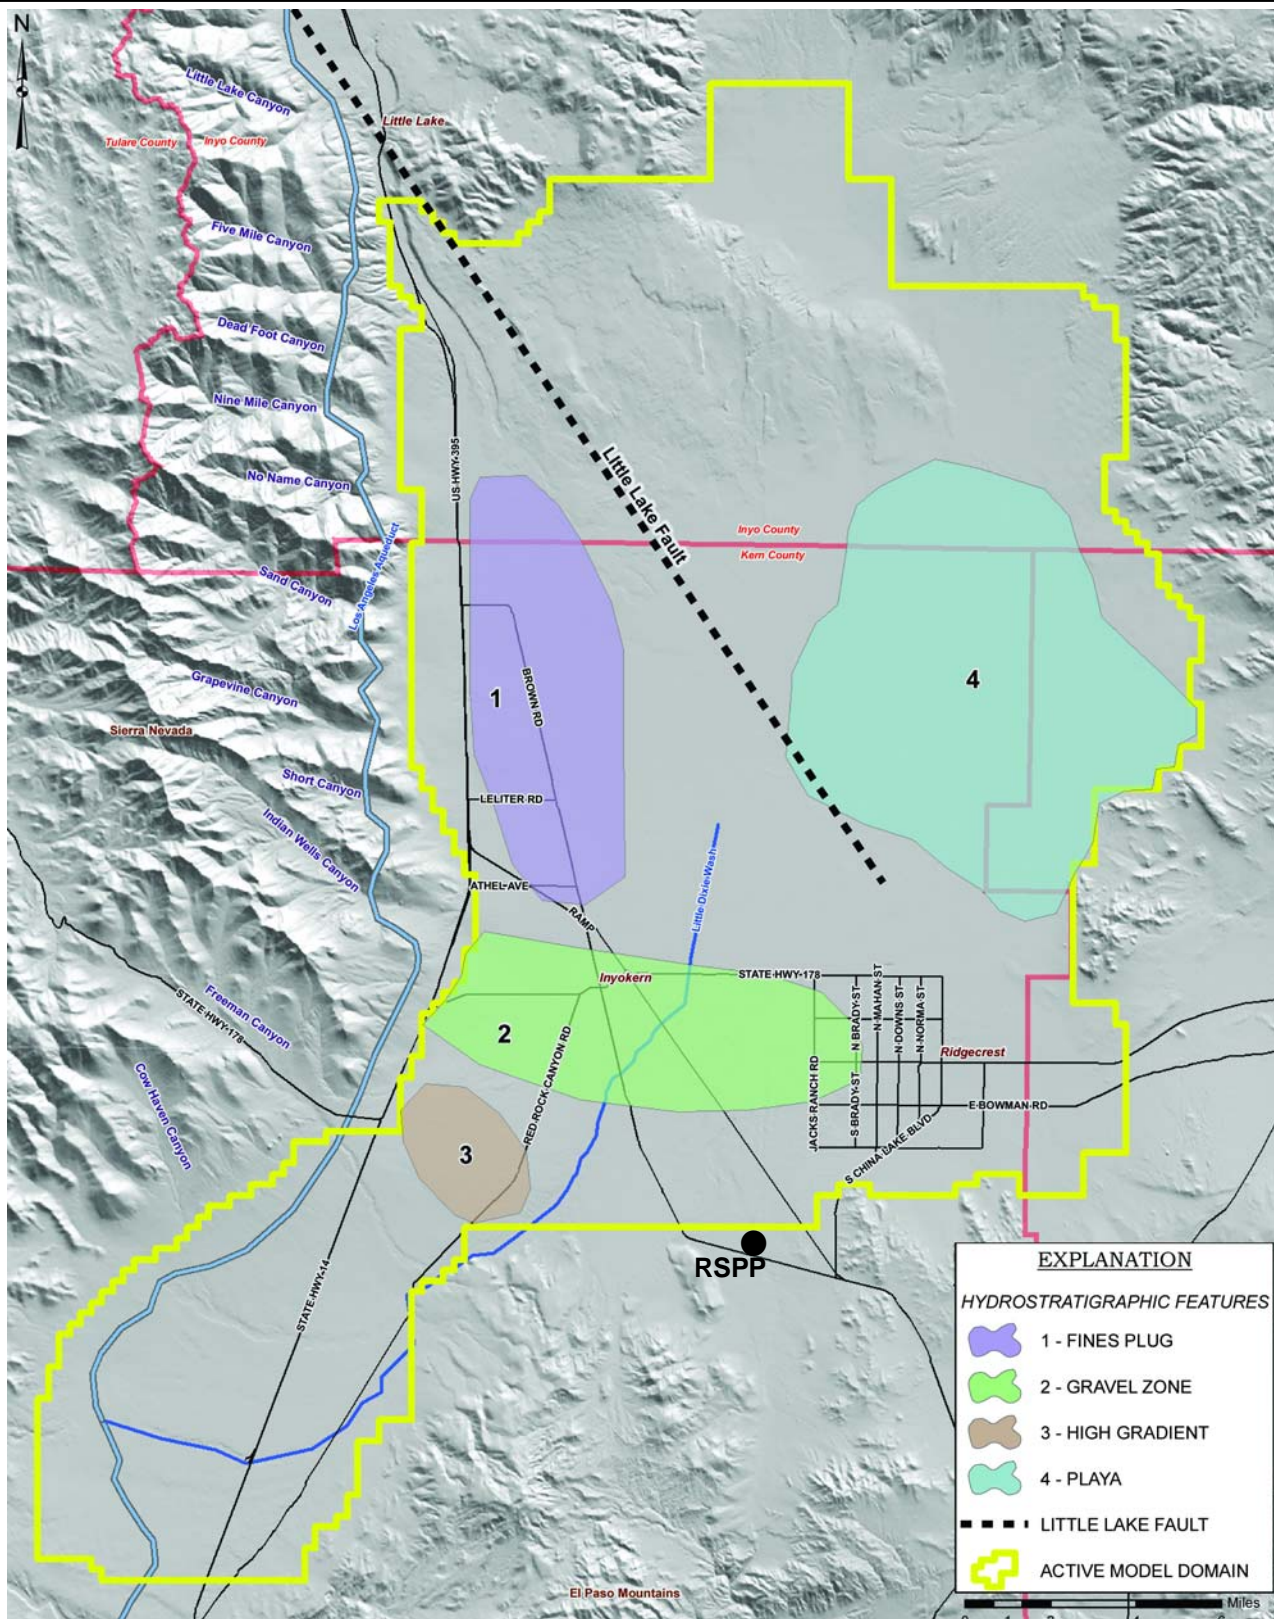 N
Little Lake Canyon
Little Lake
Tulare County
Inyo County
Five Mile Canyon
Dead Foot Canyon
Nine Mile Canyon
US HWY 395
No Name Canyon
Little Lake Fault
Inyo County
Kern County
Los Angeles Aqueduct
Sand Canyon
Grapevine Canyon
1
BROWN RD
4
Sierra Nevada
Short Canyon
LELITER RD
Indian Wells Canyon
Little Dixie Wash
ATHEL AVE
RAMP
Inyokern
STATE HWY 178
STATE HWY 178
Freeman Canyon
2
RED ROCK CANYON RD
JACKS RANCH RD
N BRADY ST
S BRADY ST
N MAHAN ST
N DOWNS ST
N NORMA ST
Ridgecrest
E BOWMAN RD
S CHINA LAKE BLVD
Cow Haven Canyon
3
RSPP
STATE HWY 14
El Paso Mountains
EXPLANATION
HYDROSTRATIGRAPHIC FEATURES
1 - FINES PLUG
2 - GRAVEL ZONE
3 - HIGH GRADIENT
4 - PLAYA
LITTLE LAKE FAULT
ACTIVE MODEL DOMAIN
Miles